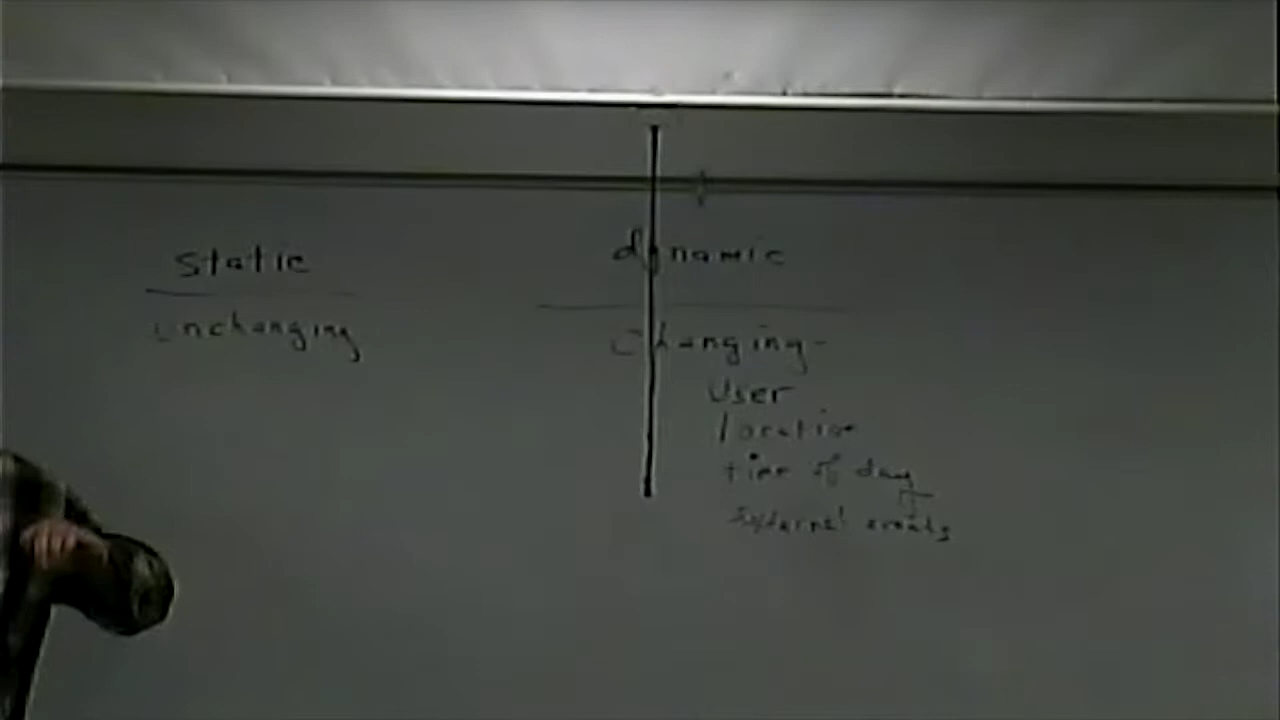 static
unchanging
dynamic
changing-
user
location
time of day
external events